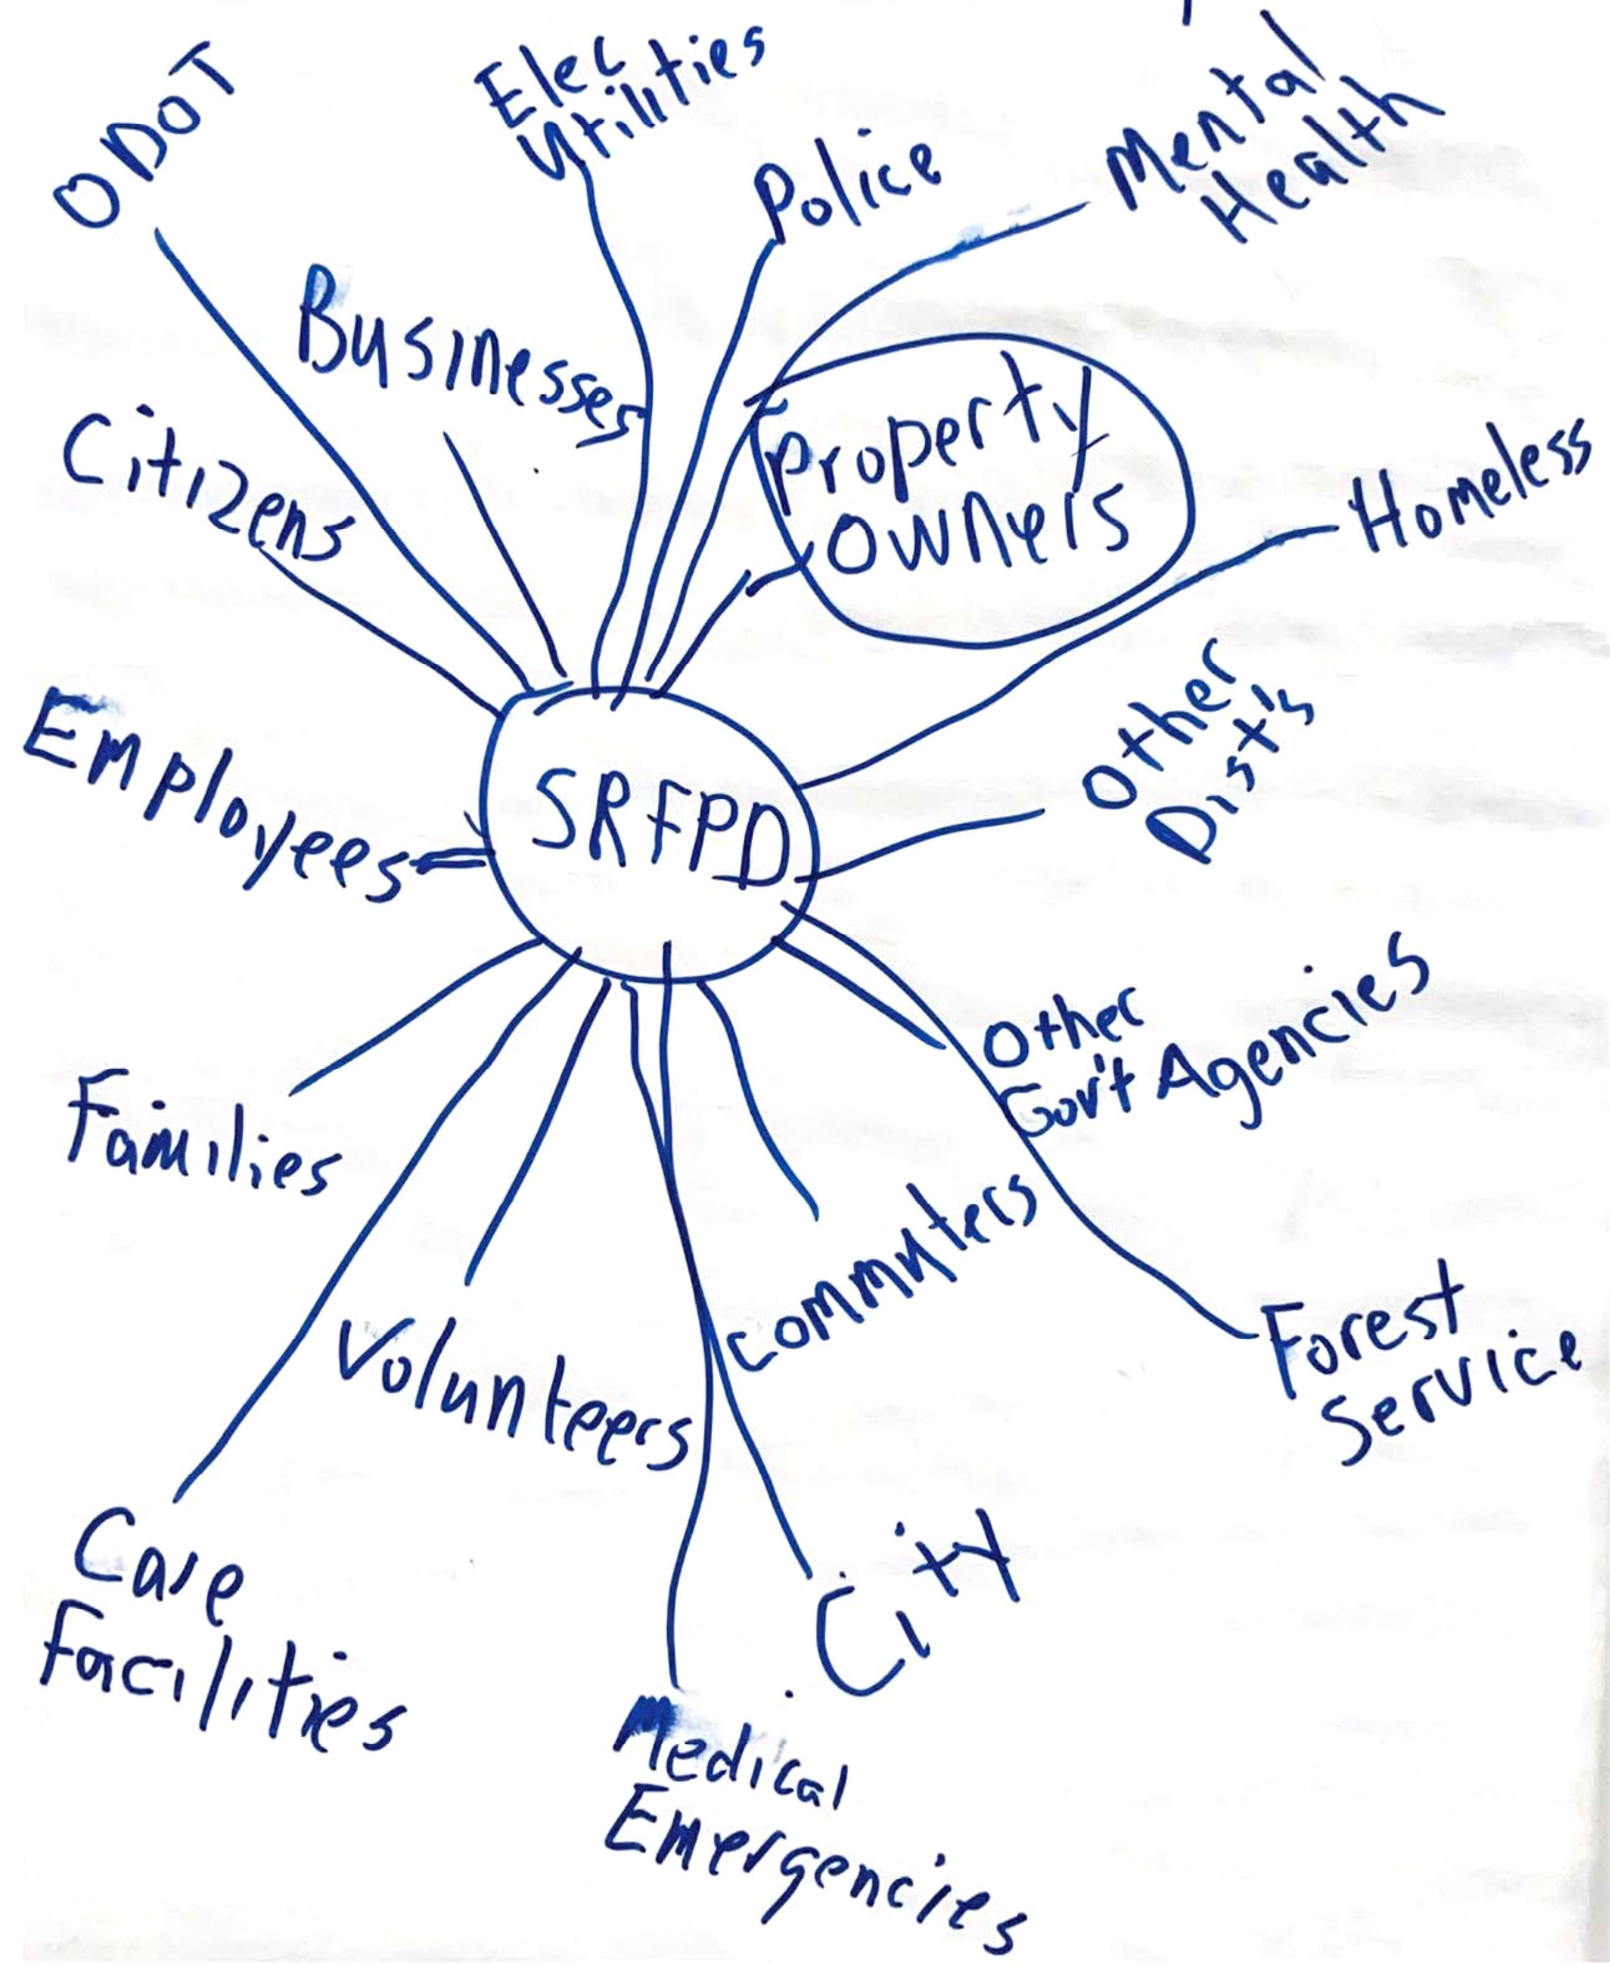 ODOT
Elec
Utilities
Police
Mental
Health
Businesses
Property
Owners
Citizens
Homeless
Employees
SRFPD
Other
Dist's
Other
Gov't Agencies
Families
Commuters
Volunteers
Forest
Service
Care
Facilities
City
Medical
Emergencies